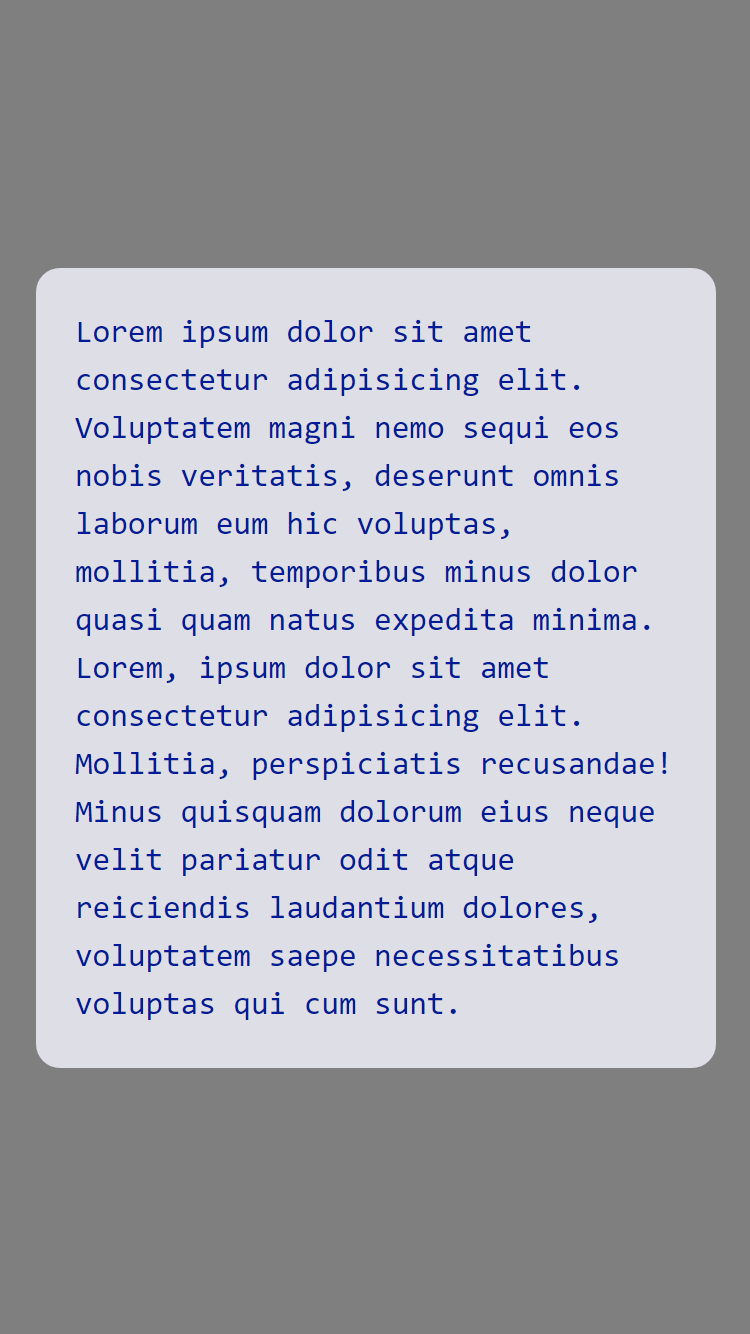 Lorem ipsum dolor sit amet
consectetur adipisicing elit.
Voluptatem magni nemo sequi eos
nobis veritatis, deserunt omnis
laborum eum hic voluptas,
mollitia, temporibus minus dolor
quasi quam natus expedita minima.
Lorem, ipsum dolor sit amet
consectetur adipisicing elit.
Mollitia, perspiciatis recusandae!
Minus quisquam dolorum eius neque
velit pariatur odit atque
reiciendis laudantium dolores,
voluptatem saepe necessitatibus
voluptas qui cum sunt.